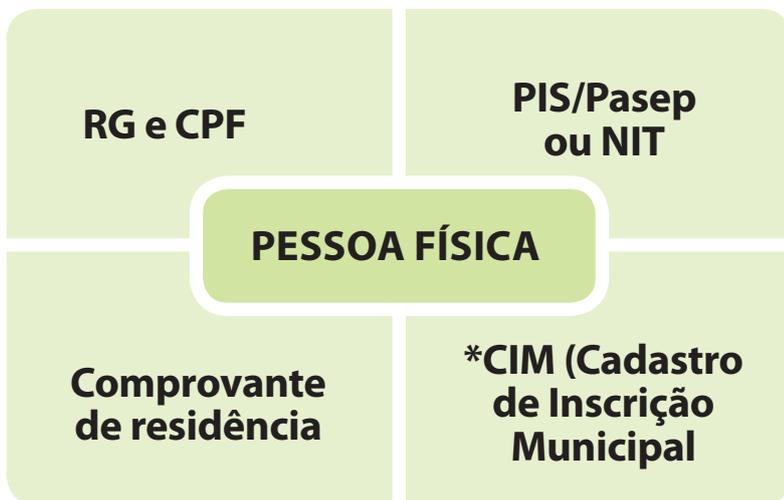 RG e CPF
PIS/Pasep
ou NIT
PESSOA FÍSICA
Comprovante
de residência
*CIM (Cadastro
de Inscrição
Municipal